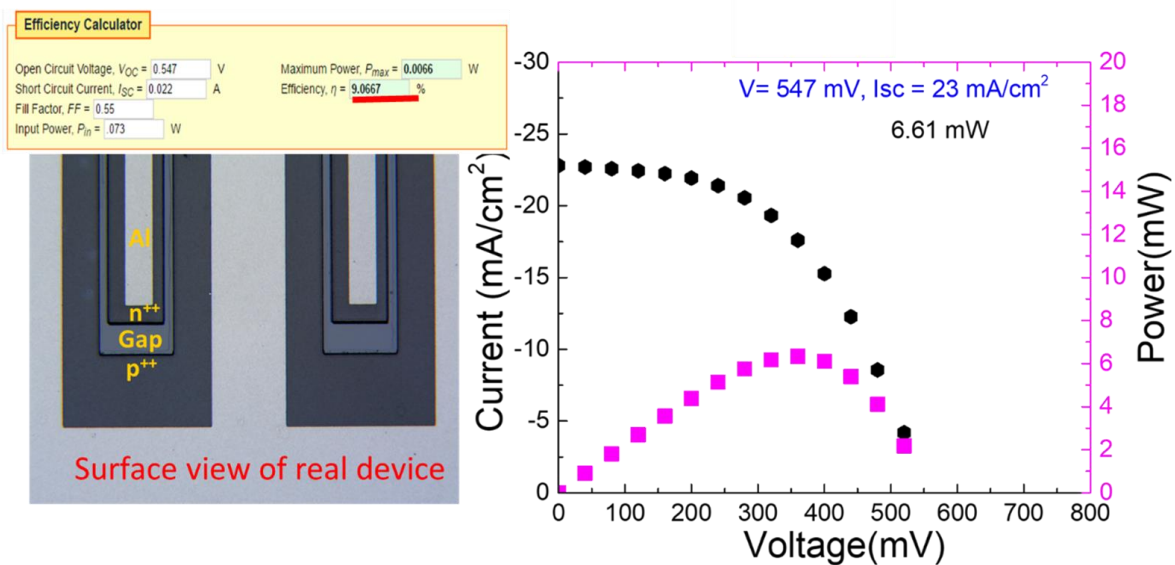 Efficiency Calculator
Open Circuit Voltage, VOC = 0.547 V
Short Circuit Current, ISC = 0.022 A
Fill Factor, FF = 0.55
Input Power, Pin = .073 W
Maximum Power, Pmax = 0.0066 W
Efficiency, η = 9.0667 %
Al
n++
Gap
p++
Surface view of real device
V= 547 mV, Isc = 23 mA/cm²
6.61 mW
Current (mA/cm²)
-30
-25
-20
-15
-10
-5
0
0 100 200 300 400 500 600 700 800
Voltage(mV)
20
18
16
14
12
10
8
6
4
2
0
Power(mW)